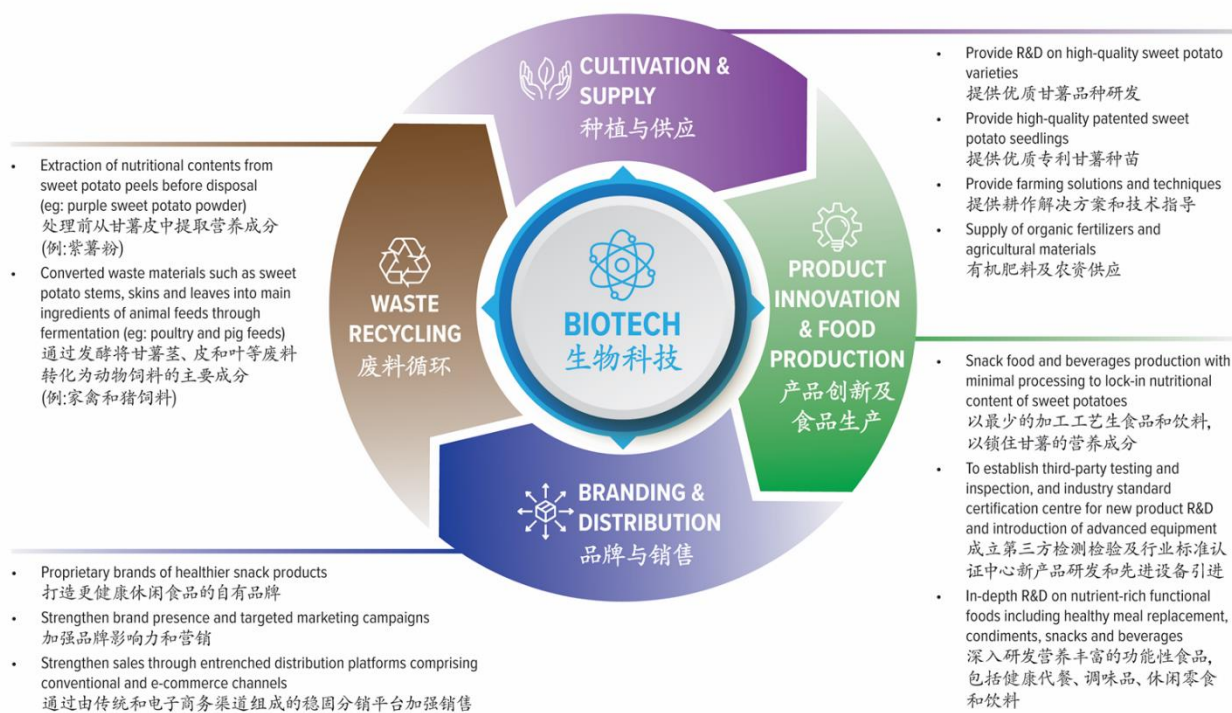 CULTIVATION &
SUPPLY
种植与供应
• Provide R&D on high-quality sweet potato
varieties
提供优质甘薯品种研发
• Provide high-quality patented sweet
potato seedlings
提供优质专利甘薯种苗
• Provide farming solutions and techniques
提供耕作解决方案和技术指导
• Supply of organic fertilizers and
agricultural materials
有机肥料及农资供应
PRODUCT
INNOVATION
& FOOD
PRODUCTION
产品创新及
食品生产
• Snack food and beverages production with
minimal processing to lock-in nutritional
content of sweet potatoes
以最少的加工工艺生食品和饮料,
以锁住甘薯的营养成分
• To establish third-party testing and
inspection, and industry standard
certification centre for new product R&D
and introduction of advanced equipment
成立第三方检测检验及行业标准认
证中心新产品研发和先进设备引进
• In-depth R&D on nutrient-rich functional
foods including healthy meal replacement,
condiments, snacks and beverages
深入研发营养丰富的功能性食品,
包括健康代餐、调味品、休闲零食
和饮料
BRANDING &
DISTRIBUTION
品牌与销售
• Proprietary brands of healthier snack products
打造更健康休闲食品的自有品牌
• Strengthen brand presence and targeted marketing campaigns
加强品牌影响力和营销
• Strengthen sales through entrenched distribution platforms comprising
conventional and e-commerce channels
通过由传统和电子商务渠道组成的稳固分销平台加强销售
WASTE
RECYCLING
废料循环
• Extraction of nutritional contents from
sweet potato peels before disposal
(eg: purple sweet potato powder)
处理前从甘薯皮中提取营养成分
(例:紫薯粉)
• Converted waste materials such as sweet
potato stems, skins and leaves into main
ingredients of animal feeds through
fermentation (eg: poultry and pig feeds)
通过发酵将甘薯茎、皮和叶等废料
转化为动物饲料的主要成分
(例:家禽和猪饲料)
BIOTECH
生物科技